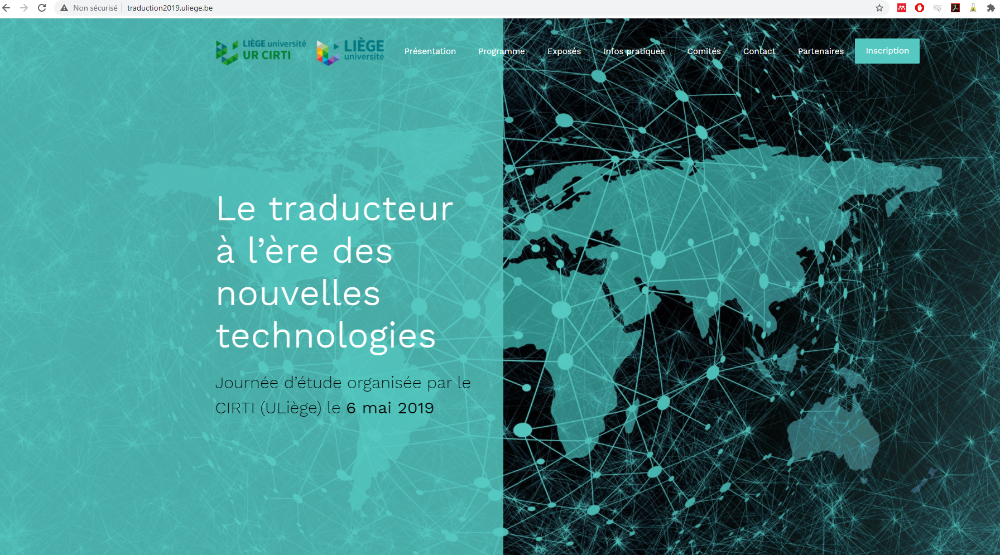 Non sécurisé
traduction2019.uliege.be
LIÈGE université
UR CIRTI
LIÈGE
université
Présentation
Programme
Exposés
Infos pratiques
Comités
Contact
Partenaires
Inscription
Le traducteur
à l’ère des
nouvelles
technologies
Journée d’étude organisée par le
CIRTI (ULiège) le 6 mai 2019